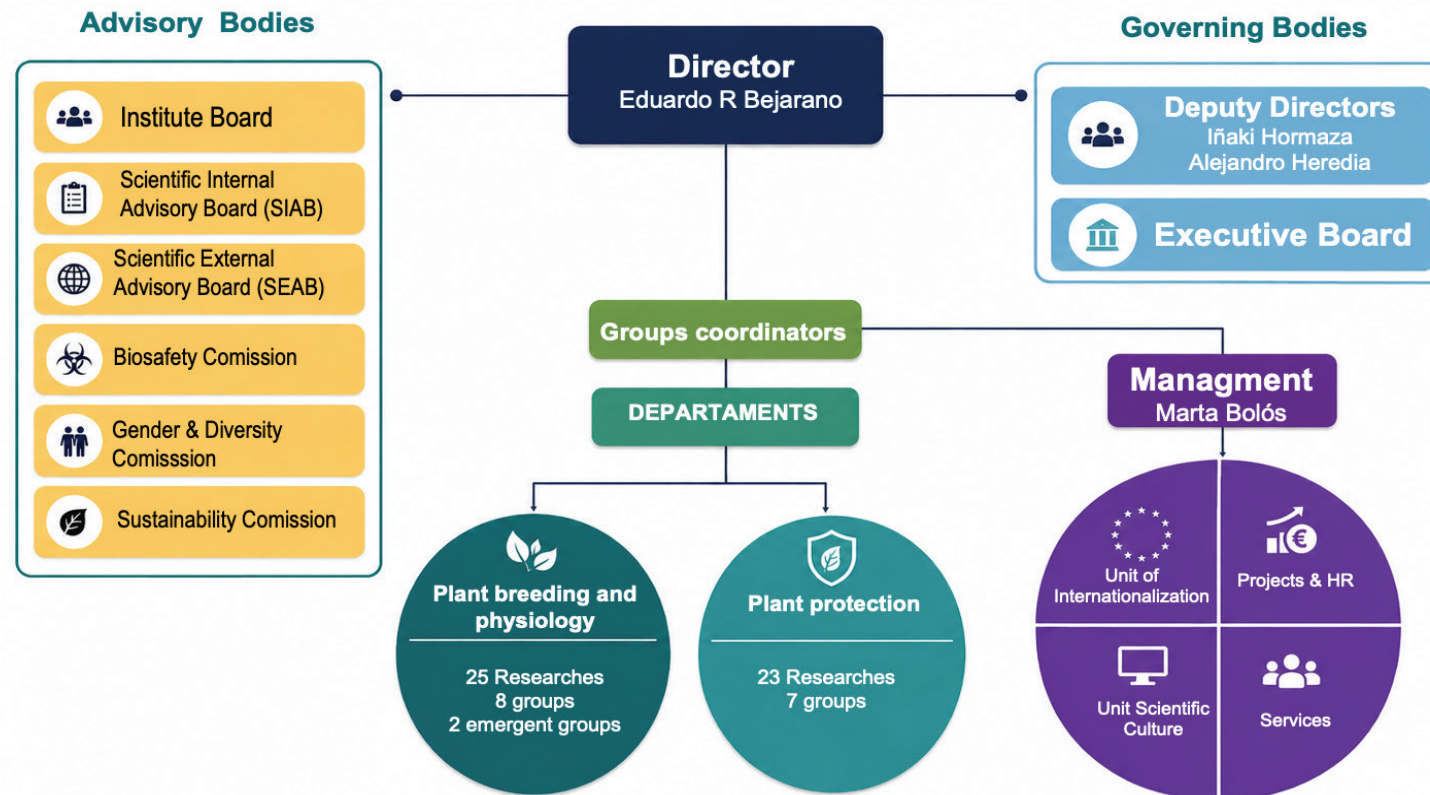 Advisory Bodies
Institute Board
Scientific Internal
Advisory Board (SIAB)
Scientific External
Advisory Board (SEAB)
Biosafety Comission
Gender & Diversity
Comisssion
Sustainability Comission
Director
Eduardo R Bejarano
Governing Bodies
Deputy Directors
Iñaki Hormaza
Alejandro Heredia
Executive Board
Groups coordinators
DEPARTAMENTS
Plant breeding and
physiology
25 Researches
8 groups
2 emergent groups
Plant protection
23 Researches
7 groups
Managment
Marta Bolós
Unit of
Internationalization
Projects & HR
Unit Scientific
Culture
Services